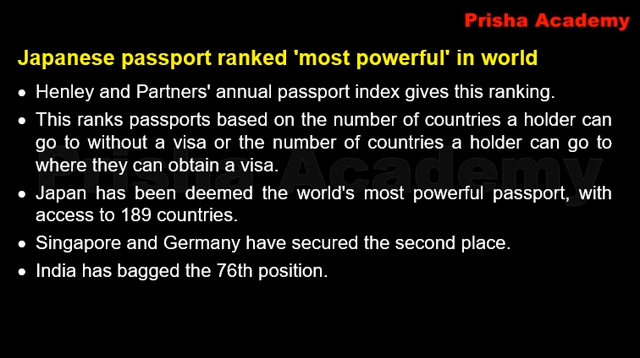 Prisha Academy
Japanese passport ranked 'most powerful' in world
• Henley and Partners' annual passport index gives this ranking.
• This ranks passports based on the number of countries a holder can
go to without a visa or the number of countries a holder can go to
where they can obtain a visa.
• Japan has been deemed the world's most powerful passport, with
access to 189 countries.
• Singapore and Germany have secured the second place.
• India has bagged the 76th position.
Prisha Academy